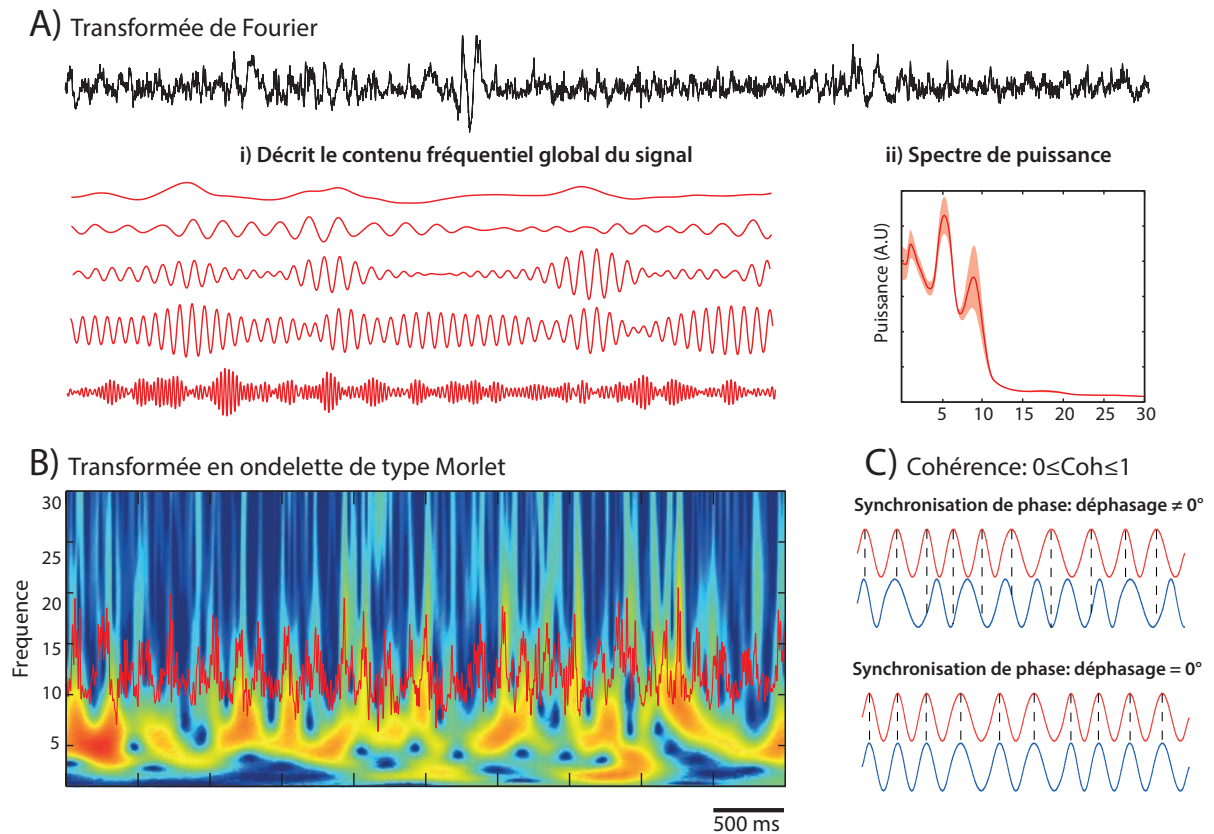 A) Transformée de Fourier
i) Décrit le contenu fréquentiel global du signal
ii) Spectre de puissance
Puissance (A.U)
5 10 15 20 25 30
B) Transformée en ondelette de type Morlet
30
25
20
15
10
5
Frequence
500 ms
C) Cohérence: 0≤Coh≤1
Synchronisation de phase: déphasage ≠ 0°
Synchronisation de phase: déphasage = 0°